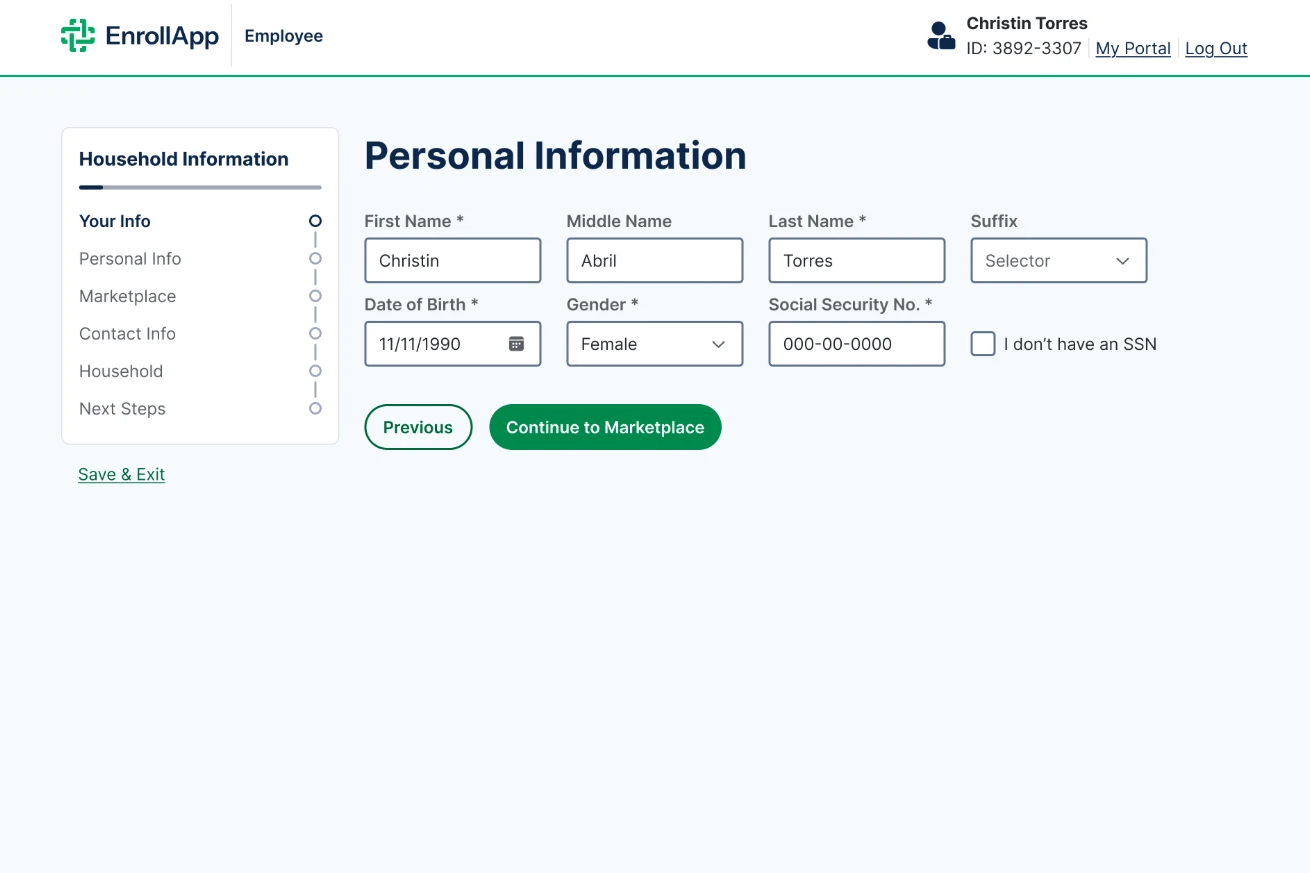 EnrollApp
Employee
Christin Torres
ID: 3892-3307
My Portal
Log Out
Household Information
Your Info
Personal Info
Marketplace
Contact Info
Household
Next Steps
Save & Exit
Personal Information
First Name *
Middle Name
Last Name *
Suffix
Christin
Abril
Torres
Selector
Date of Birth *
Gender *
Social Security No. *
11/11/1990
Female
000-00-0000
I don’t have an SSN
Previous
Continue to Marketplace